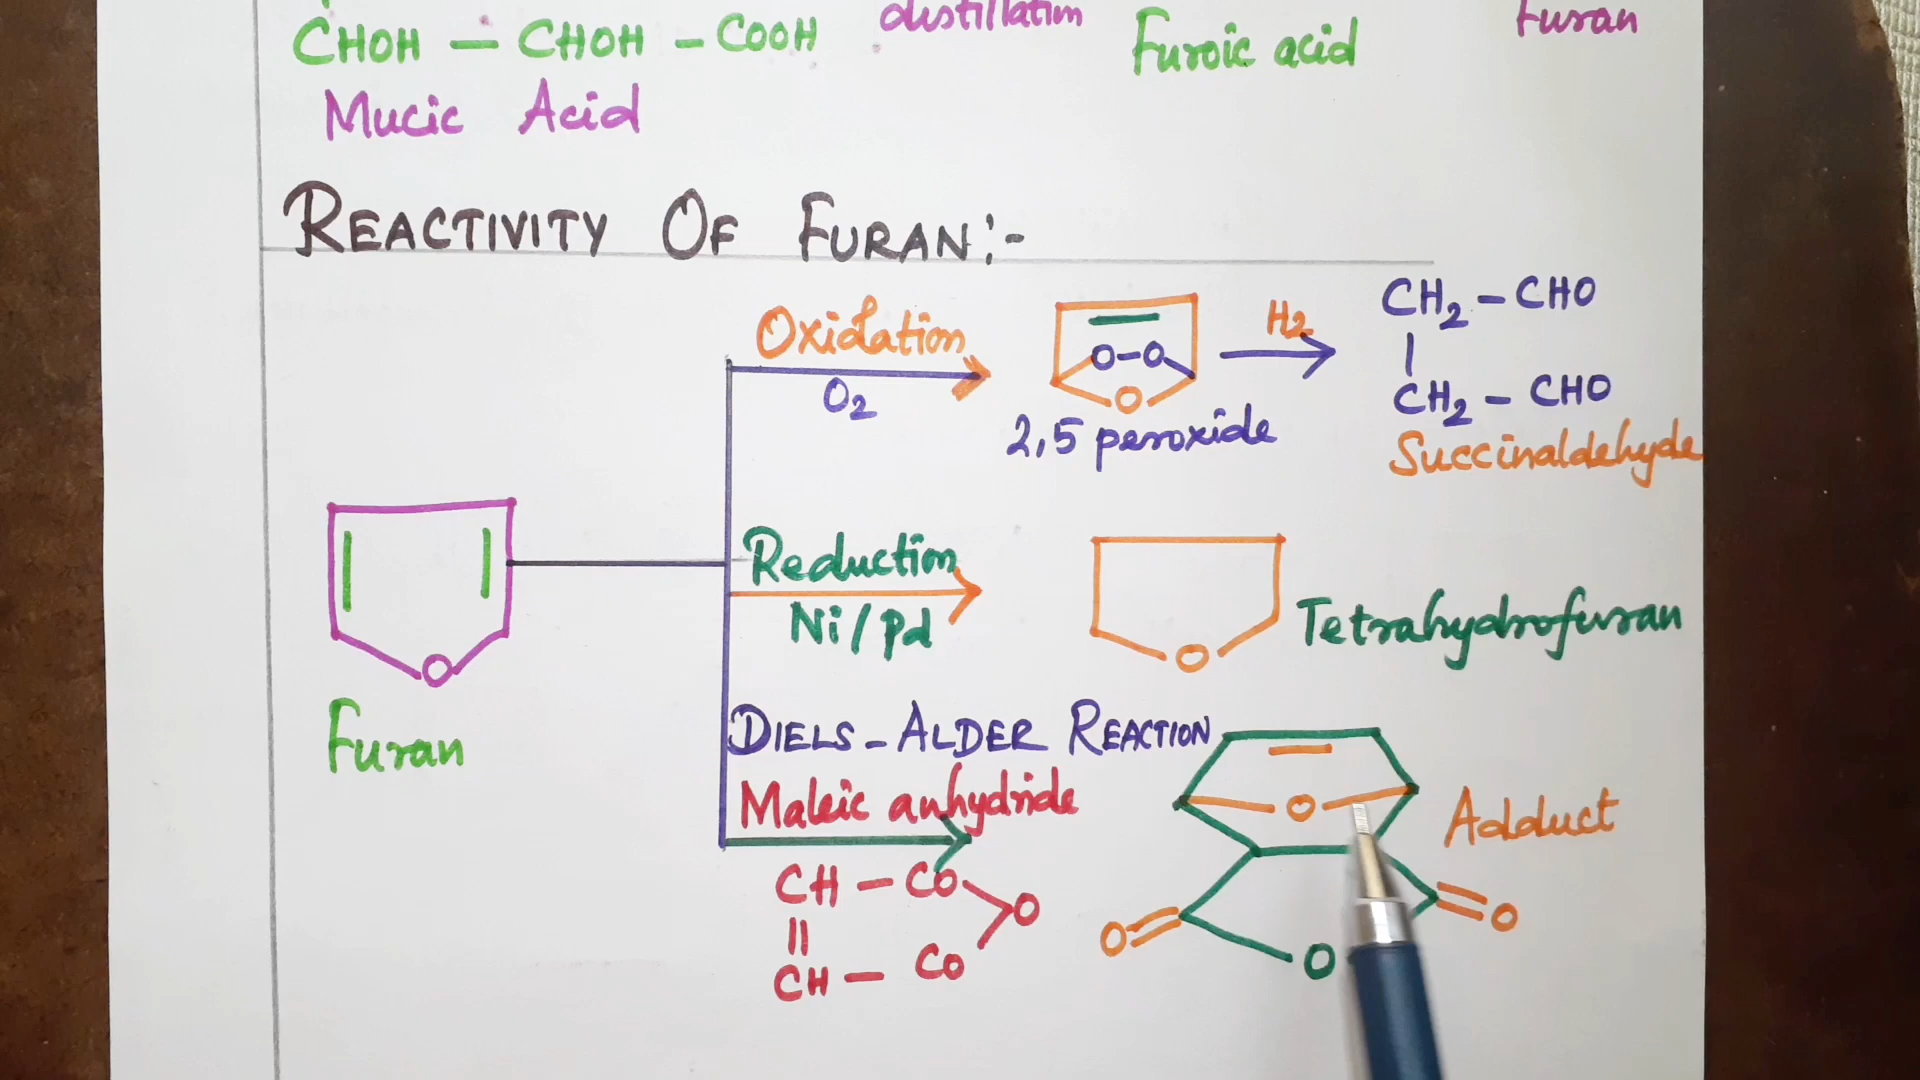 CHOH — CHOH — COOH
distillation
Furoic acid
Furan
Mucic Acid
REACTIVITY OF FURAN:-
Oxidation
O2
O-O
O
2,5 peroxide
H2
CH2 - CHO
|
CH2 - CHO
Succinaldehyde
O
Furan
Reduction
Ni/Pd
O
Tetrahydrofuran
DIELS-ALDER REACTION
Maleic anhydride
CH — CO
||
O
CH — CO
O
O
O
O
Adduct